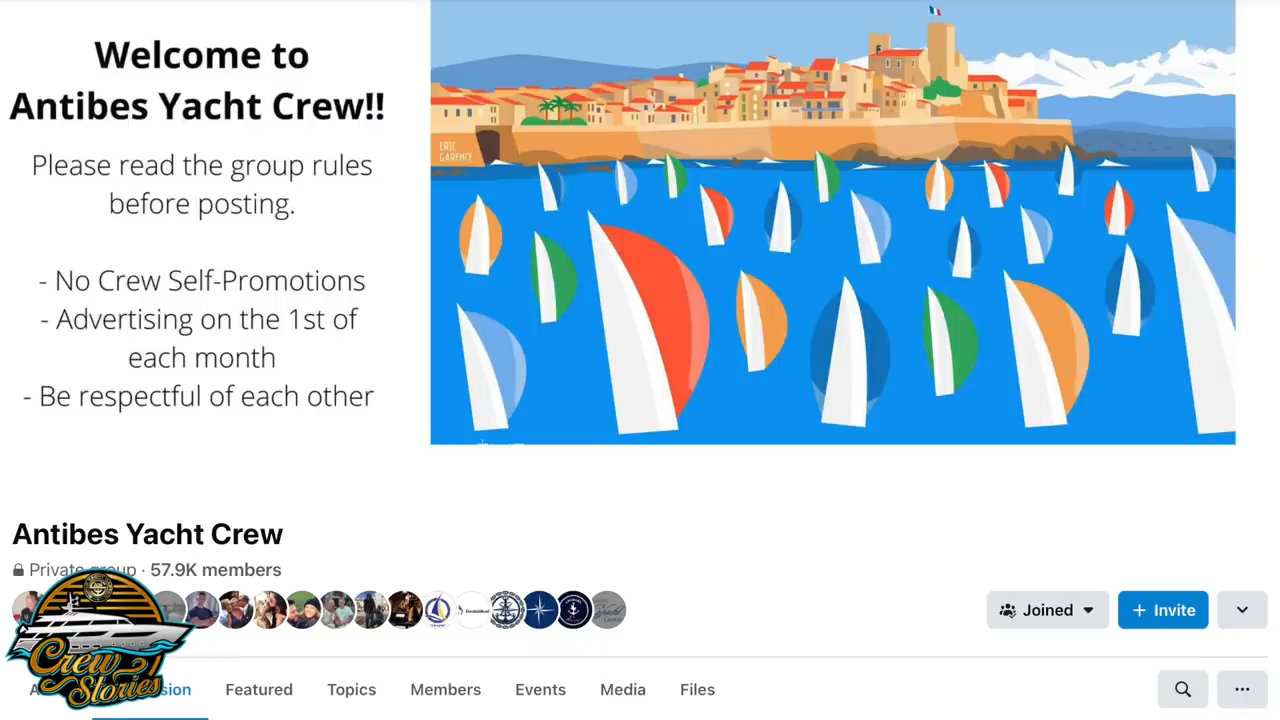 Welcome to
Antibes Yacht Crew!!
Please read the group rules
before posting.
- No Crew Self-Promotions
- Advertising on the 1st of
each month
- Be respectful of each other
ERIC
GARENCE
Antibes Yacht Crew
Private group · 57.9K members
Joined
+ Invite
Crew
Stories
Featured
Topics
Members
Events
Media
Files